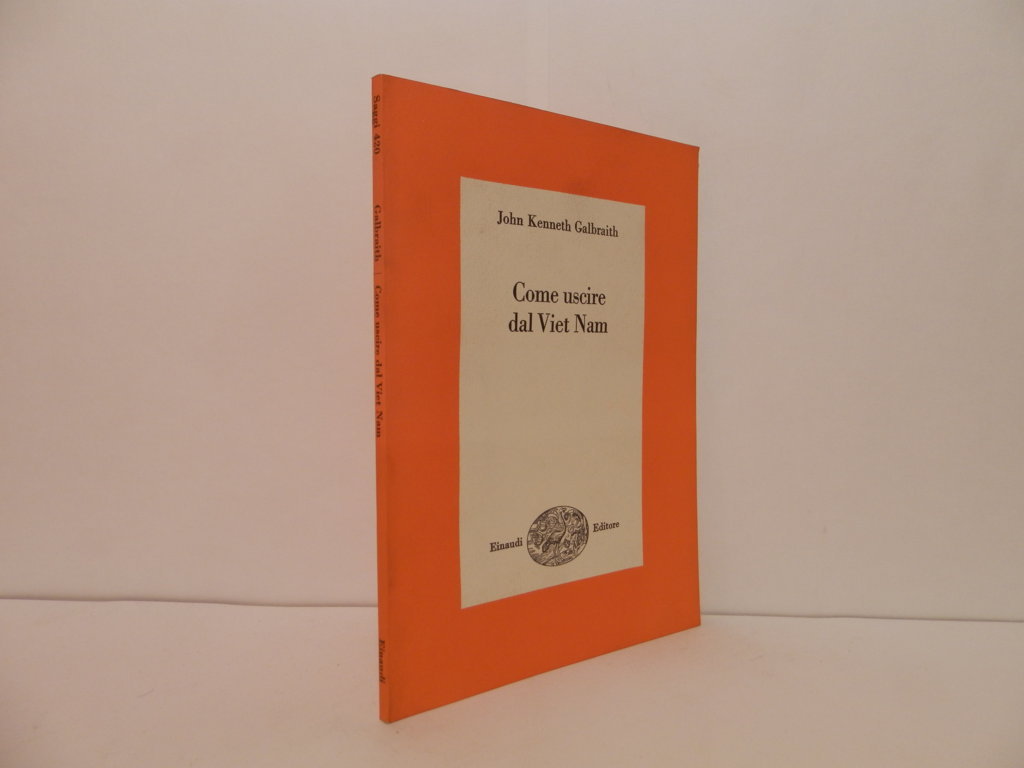 John Kenneth Galbraith
Come uscire
dal Viet Nam
Einaudi Editore
Saggi 420 Galbraith | Come uscire dal Viet Nam Einaudi